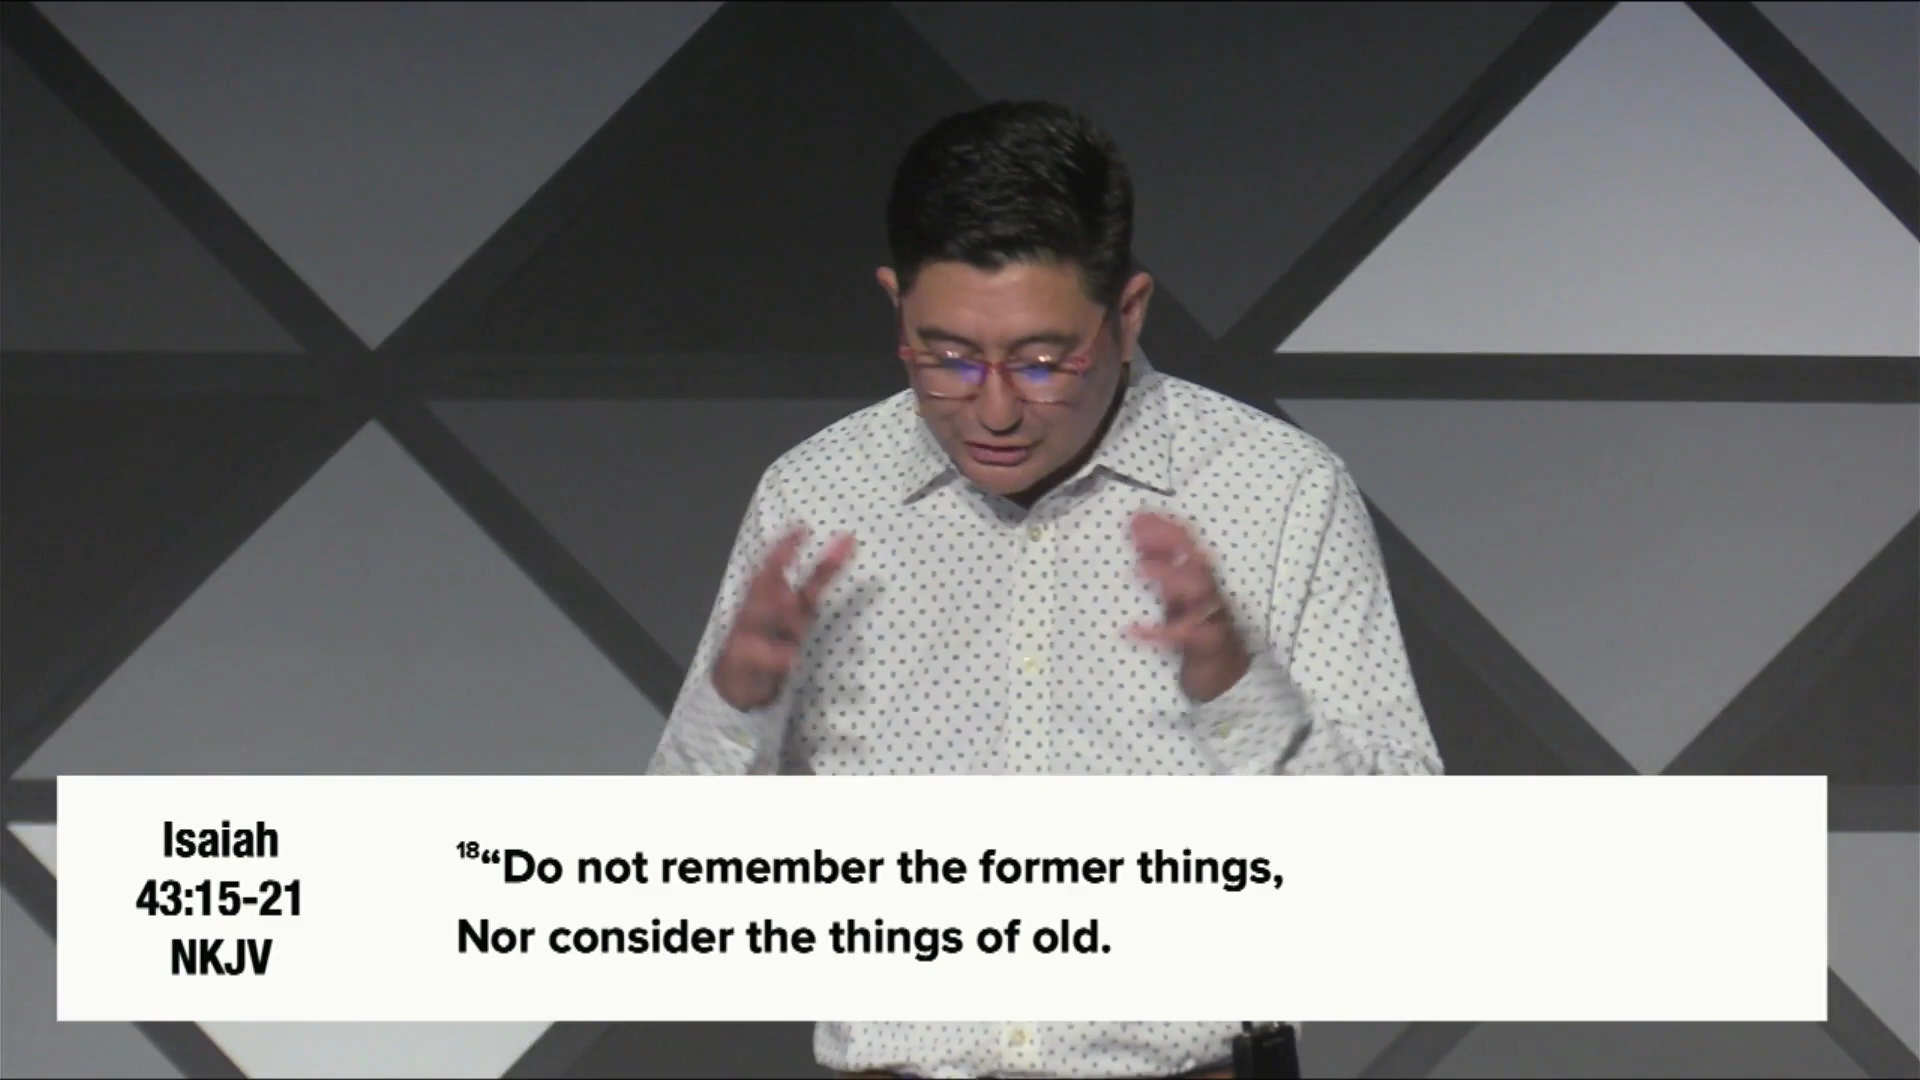 Isaiah
43:15-21
NKJV
18“Do not remember the former things,
Nor consider the things of old.